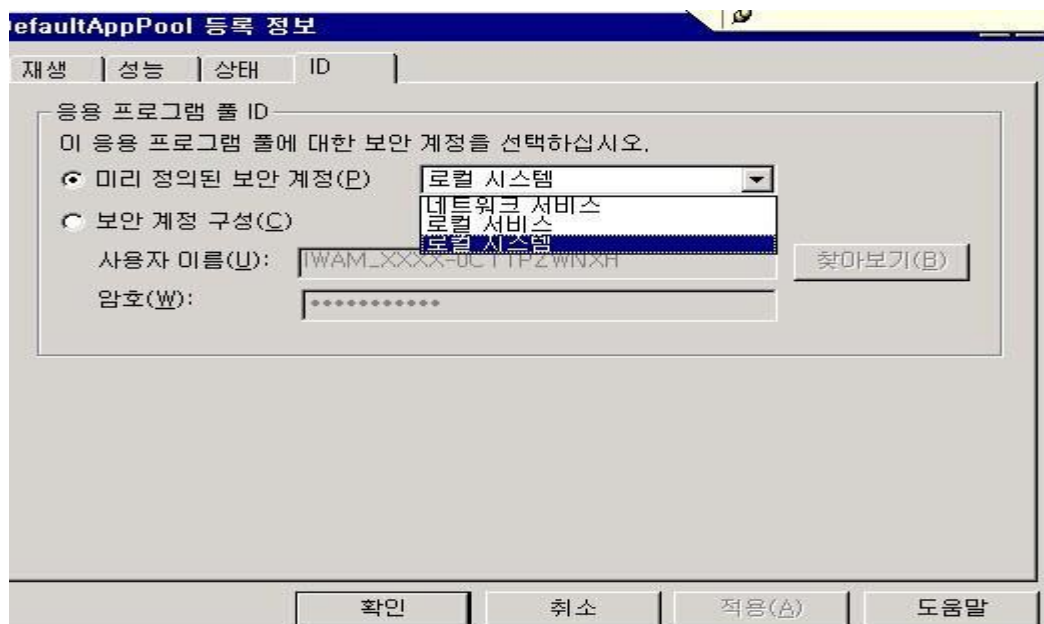 efaultAppPool 등록 정보
재생 성능 상태 ID
응용 프로그램 풀 ID
이 응용 프로그램 풀에 대한 보안 계정을 선택하십시오.
미리 정의된 보안 계정(P) 로컬 시스템
네트워크 서비스
보안 계정 구성(C) 로컬 서비스
로컬 시스템
사용자 이름(U): 찾아보기(B)
암호(W): ***********
확인 취소 적용(A) 도움말